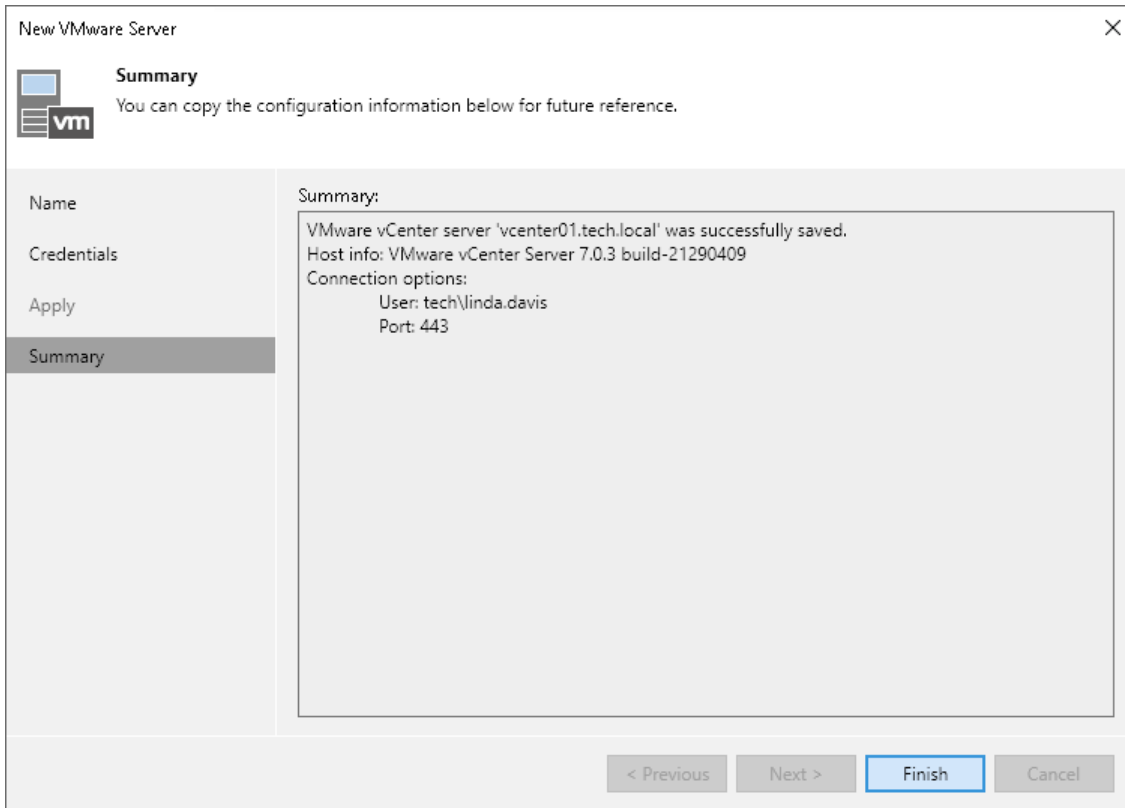 New VMware Server
Summary
You can copy the configuration information below for future reference.
vm
Name
Credentials
Apply
Summary
Summary:
VMware vCenter server 'vcenter01.tech.local' was successfully saved.
Host info: VMware vCenter Server 7.0.3 build-21290409
Connection options:
User: tech\linda.davis
Port: 443
< Previous
Next >
Finish
Cancel